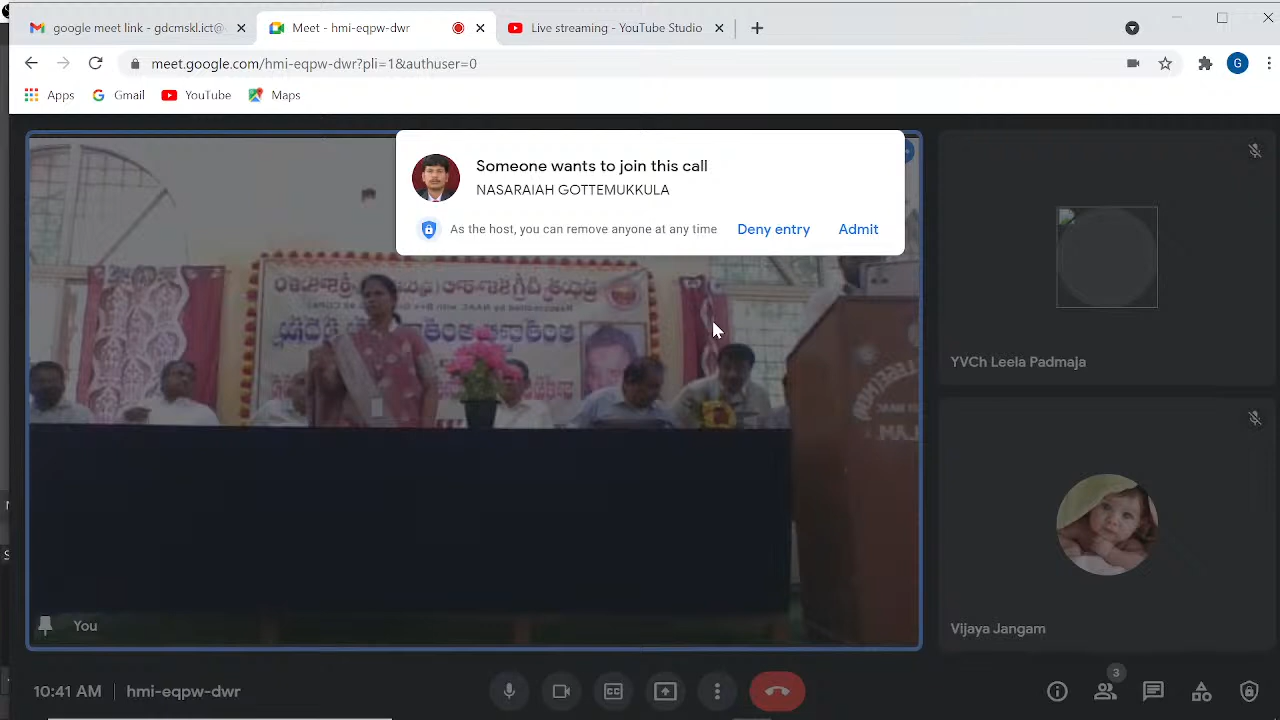 google meet link - gdcmskl.ict@
Meet - hmi-eqpw-dwr
Live streaming - YouTube Studio
meet.google.com/hmi-eqpw-dwr?pli=1&authuser=0
G
Apps
Gmail
YouTube
Maps
Someone wants to join this call
NASARAIAH GOTTEMUKKULA
As the host, you can remove anyone at any time
Deny entry
Admit
YVCh Leela Padmaja
Vijaya Jangam
You
10:41 AM
hmi-eqpw-dwr
CC
3